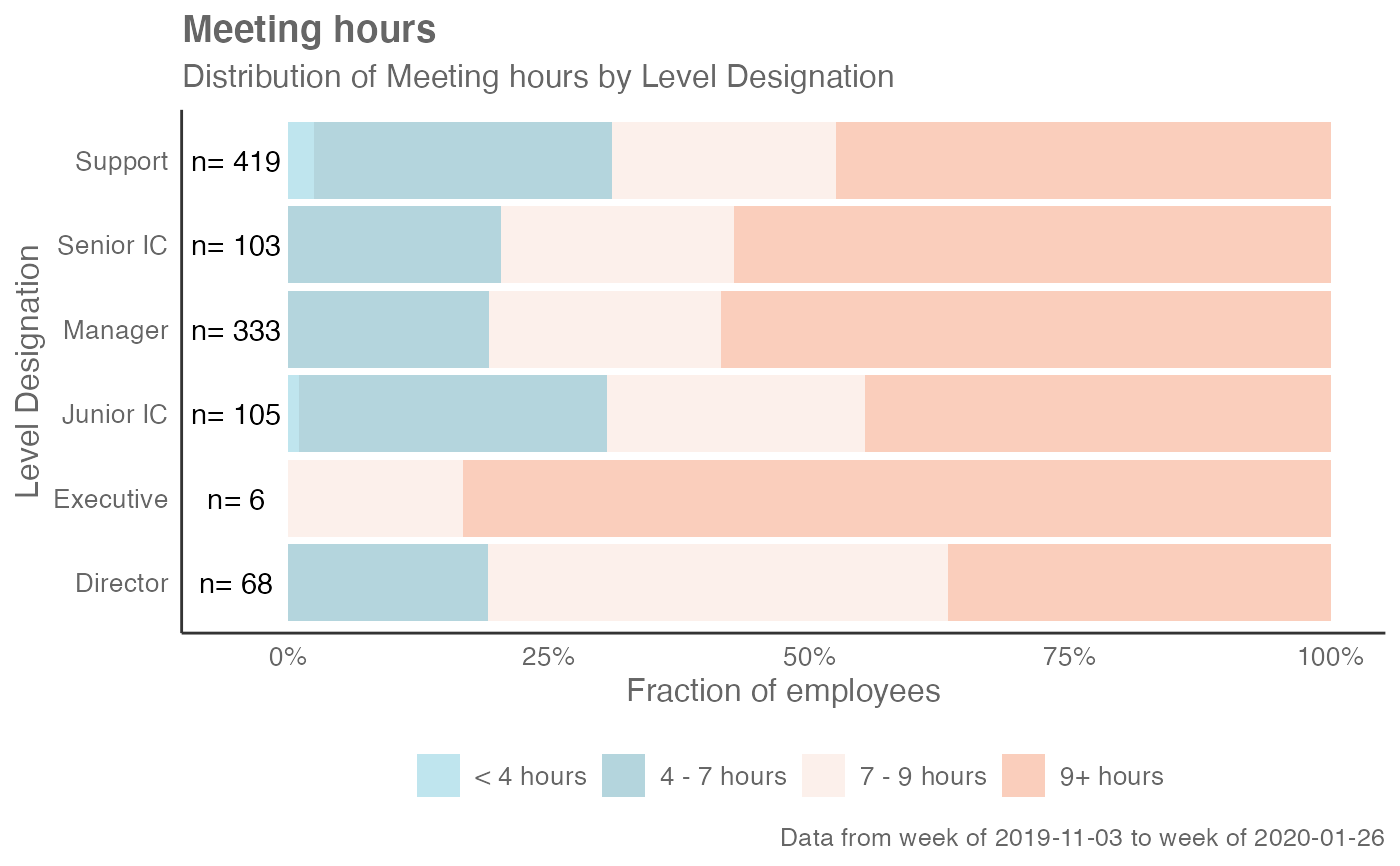 Meeting hours
Distribution of Meeting hours by Level Designation
Level Designation
Support n= 419
Senior IC n= 103
Manager n= 333
Junior IC n= 105
Executive n= 6
Director n= 68
0% 25% 50% 75% 100%
Fraction of employees
< 4 hours 4 - 7 hours 7 - 9 hours 9+ hours
Data from week of 2019-11-03 to week of 2020-01-26